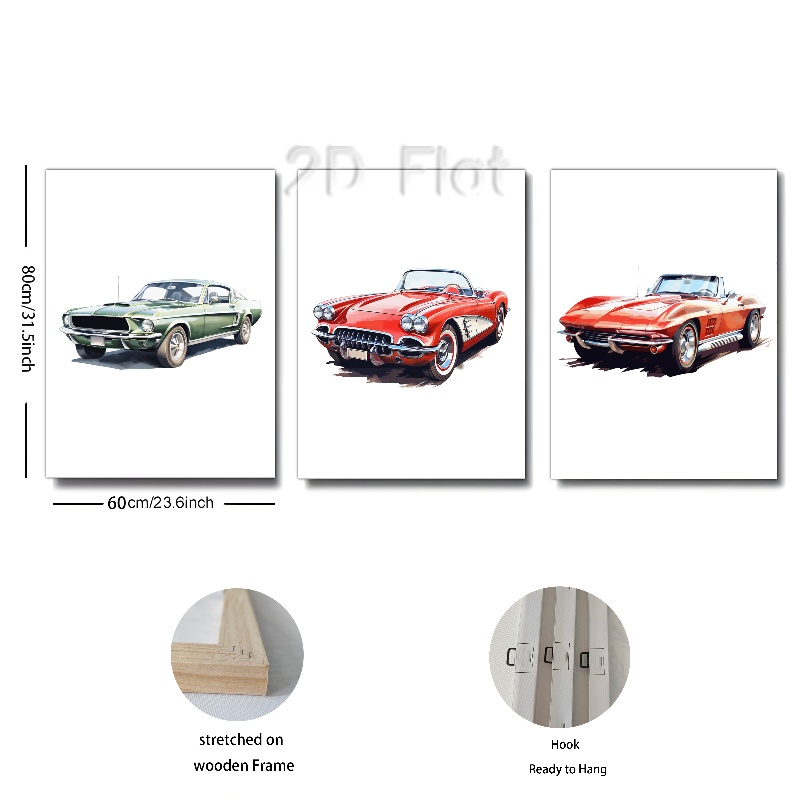 2D Flat
80cm/31.5inch
60cm/23.6inch
stretched on
wooden Frame
Hook
Ready to Hang